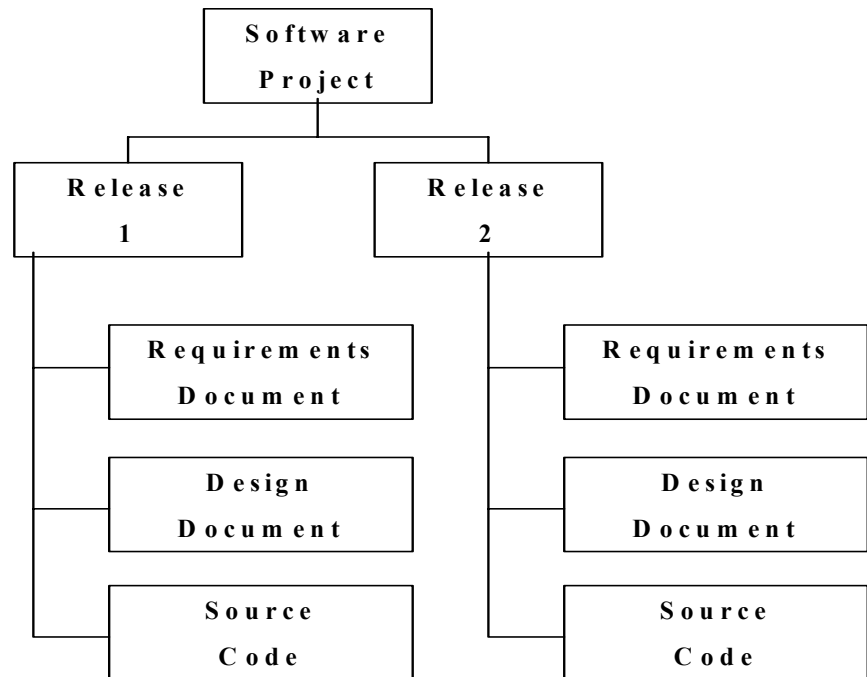 Software
Project
Release
1
Release
2
Requirements
Document
Design
Document
Source
Code
Requirements
Document
Design
Document
Source
Code